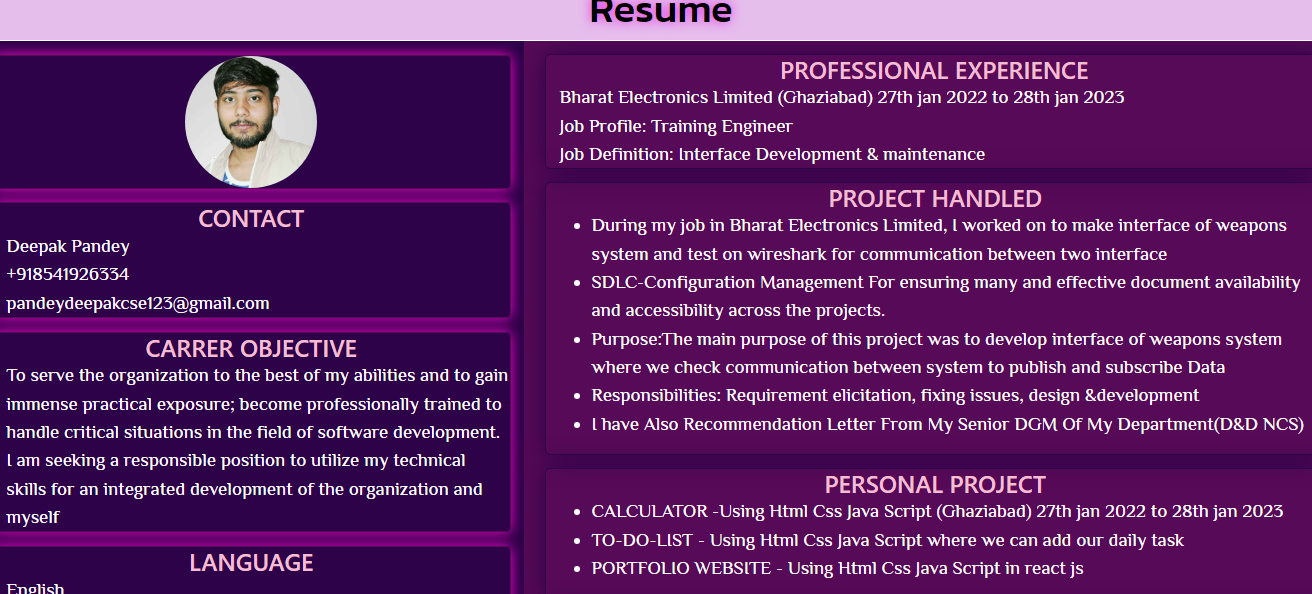 Resume
CONTACT
Deepak Pandey
+918541926334
pandeydeepakcse123@gmail.com
CARRER OBJECTIVE
To serve the organization to the best of my abilities and to gain
immense practical exposure; become professionally trained to
handle critical situations in the field of software development.
I am seeking a responsible position to utilize my technical
skills for an integrated development of the organization and
myself
LANGUAGE
English
PROFESSIONAL EXPERIENCE
Bharat Electronics Limited (Ghaziabad) 27th jan 2022 to 28th jan 2023
Job Profile: Training Engineer
Job Definition: Interface Development & maintenance
PROJECT HANDLED
• During my job in Bharat Electronics Limited, I worked on to make interface of weapons
system and test on wireshark for communication between two interface
• SDLC-Configuration Management For ensuring many and effective document availability
and accessibility across the projects.
• Purpose:The main purpose of this project was to develop interface of weapons system
where we check communication between system to publish and subscribe Data
• Responsibilities: Requirement elicitation, fixing issues, design &development
• I have Also Recommendation Letter From My Senior DGM Of My Department(D&D NCS)
PERSONAL PROJECT
• CALCULATOR -Using Html Css Java Script (Ghaziabad) 27th jan 2022 to 28th jan 2023
• TO-DO-LIST - Using Html Css Java Script where we can add our daily task
• PORTFOLIO WEBSITE - Using Html Css Java Script in react js